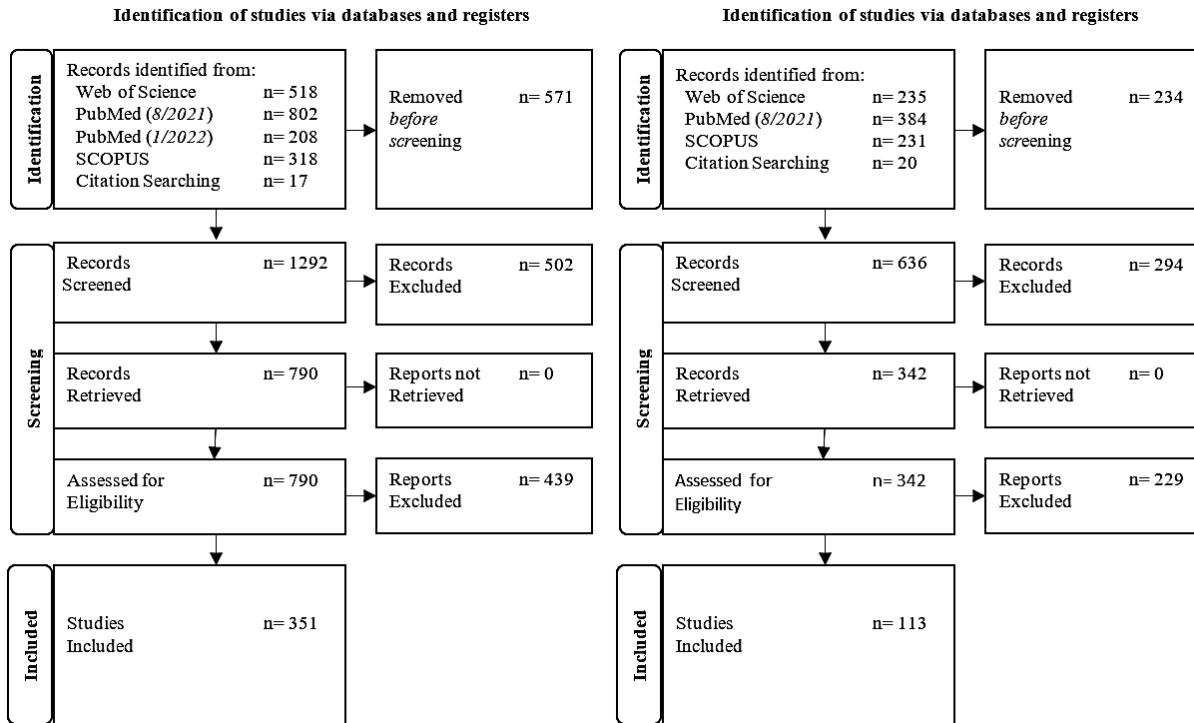 Identification of studies via databases and registers
Identification
Records identified from:
Web of Science n= 518
PubMed (8/2021) n= 802
PubMed (1/2022) n= 208
SCOPUS n= 318
Citation Searching n= 17
Removed n= 571
before
screening
Screening
Records n= 1292
Screened
Records n= 502
Excluded
Records n= 790
Retrieved
Reports not n= 0
Retrieved
Assessed for n= 790
Eligibility
Reports n= 439
Excluded
Included
Studies n= 351
Included
Identification of studies via databases and registers
Identification
Records identified from:
Web of Science n= 235
PubMed (8/2021) n= 384
SCOPUS n= 231
Citation Searching n= 20
Removed n= 234
before
screening
Screening
Records n= 636
Screened
Records n= 294
Excluded
Records n= 342
Retrieved
Reports not n= 0
Retrieved
Assessed for n= 342
Eligibility
Reports n= 229
Excluded
Included
Studies n= 113
Included